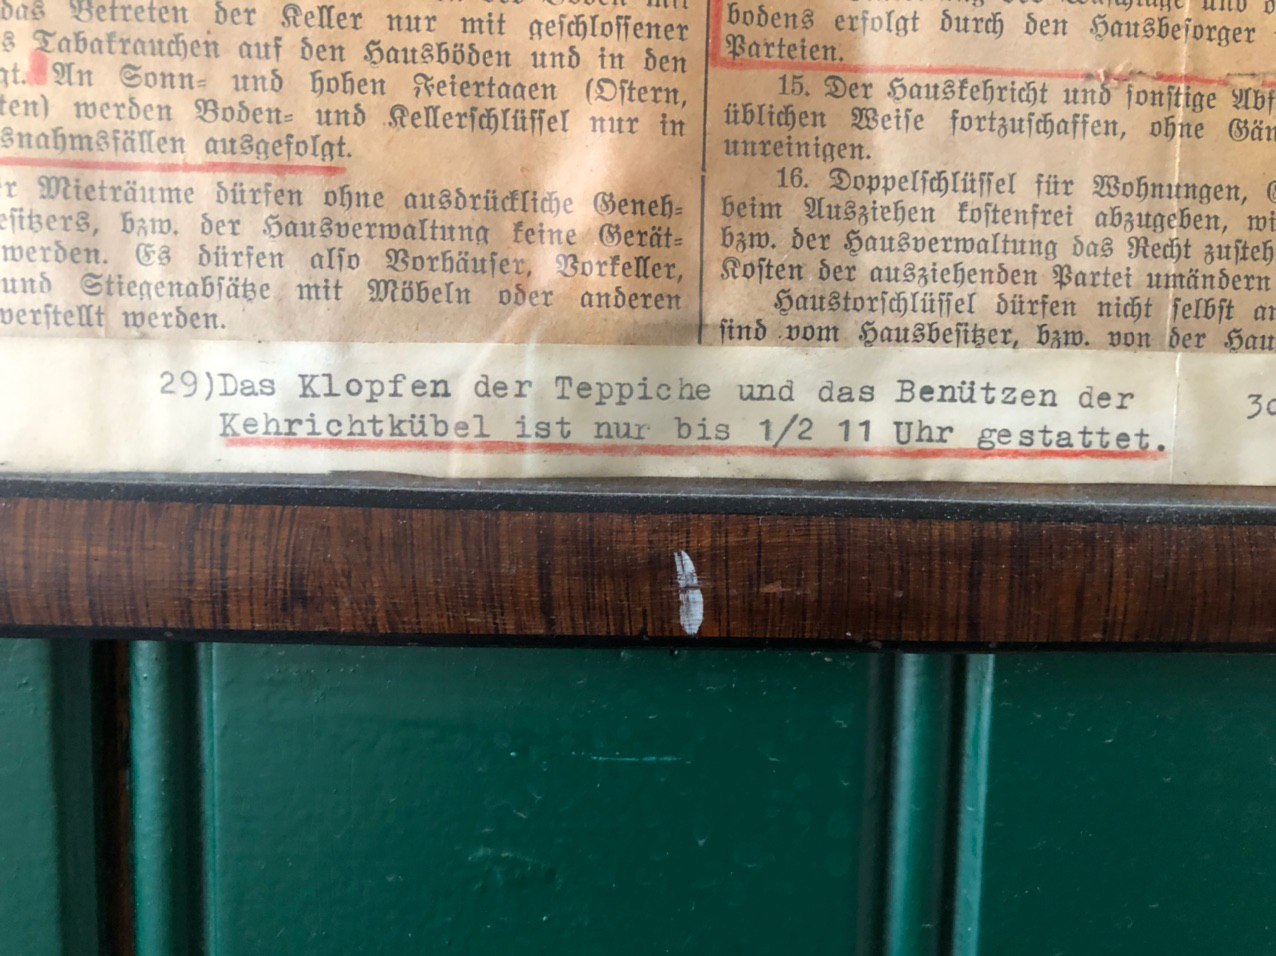 das Betreten der Keller nur mit geschlossener
s Tabakrauchen auf den Hausböden und in den
gt. An Sonn= und hohen Feiertagen (Ostern,
ten) werden Boden= und Kellerschlüssel nur in
snahmsfällen ausgefolgt.
r Mieträume dürfen ohne ausdrückliche Geneh=
esitzers, bzw. der Hausverwaltung keine Gerät=
werden. Es dürfen also Vorhäuser, Vorkeller,
und Stiegenabsätze mit Möbeln oder anderen
verstellt werden.
bodens erfolgt durch den Hausbesorger
Parteien.
15. Der Hauskehricht und sonstige Abf
üblichen Weise fortzuschaffen, ohne Gän
unreinigen.
16. Doppelschlüssel für Wohnungen,
beim Ausziehen kostenfrei abzugeben, wi
bzw. der Hausverwaltung das Recht zusteh
Kosten der ausziehenden Partei umändern
Haustorschlüssel dürfen nicht selbst an
sind vom Hausbesitzer, bzw. von der Hau
29)Das Klopfen der Teppiche und das Benützen der
Kehrichtkübel ist nur bis 1/2 11 Uhr gestattet.